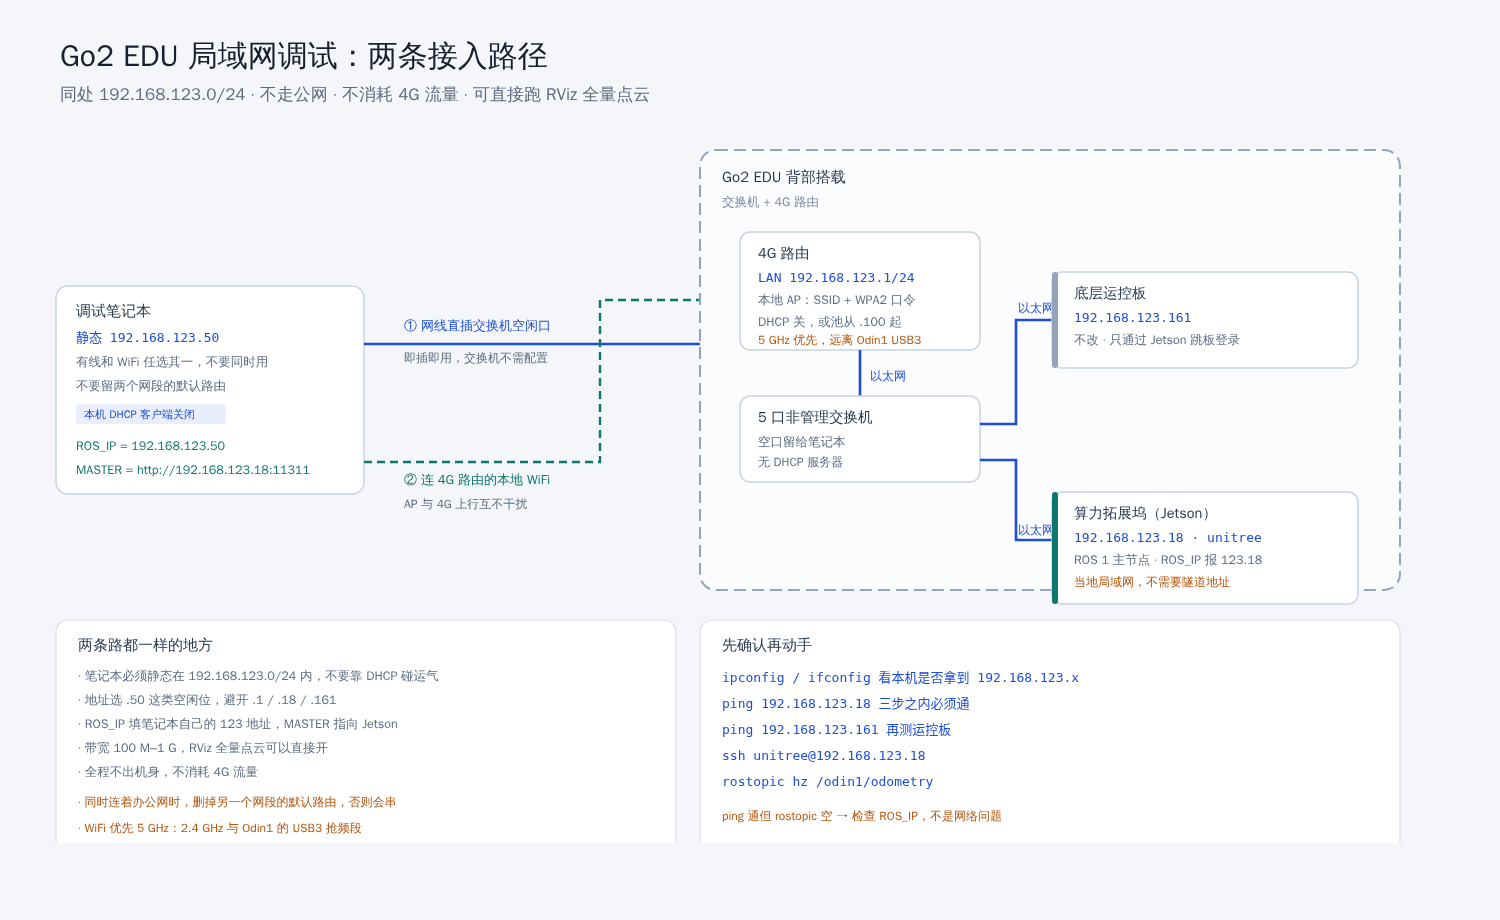 Go2 EDU 局域网调试：两条接入路径
同处 192.168.123.0/24 · 不走公网 · 不消耗 4G 流量 · 可直接跑 RViz 全量点云
Go2 EDU 背部搭载
交换机 + 4G 路由
4G 路由
LAN 192.168.123.1/24
本地 AP：SSID + WPA2 口令
DHCP 关，或池从 .100 起
5 GHz 优先，远离 Odin1 USB3
以太网
5 口非管理交换机
空口留给笔记本
无 DHCP 服务器
以太网
底层运控板
192.168.123.161
不改 · 只通过 Jetson 跳板登录
以太网
算力拓展坞（Jetson）
192.168.123.18 · unitree
ROS 1 主节点 · ROS_IP 报 123.18
当地局域网，不需要隧道地址
调试笔记本
静态 192.168.123.50
有线和 WiFi 任选其一，不要同时用
不要留两个网段的默认路由
本机 DHCP 客户端关闭
ROS_IP = 192.168.123.50
MASTER = http://192.168.123.18:11311
① 网线直插交换机空闲口
即插即用，交换机不需配置
② 连 4G 路由的本地 WiFi
AP 与 4G 上行互不干扰
两条路都一样的地方
· 笔记本必须静态在 192.168.123.0/24 内，不要靠 DHCP 碰运气
· 地址选 .50 这类空闲位，避开 .1 / .18 / .161
· ROS_IP 填笔记本自己的 123 地址，MASTER 指向 Jetson
· 带宽 100 M–1 G，RViz 全量点云可以直接开
· 全程不出机身，不消耗 4G 流量
· 同时连着办公网时，删掉另一个网段的默认路由，否则会串
· WiFi 优先 5 GHz：2.4 GHz 与 Odin1 的 USB3 抢频段
先确认再动手
ipconfig / ifconfig 看本机是否拿到 192.168.123.x
ping 192.168.123.18 三步之内必须通
ping 192.168.123.161 再测运控板
ssh unitree@192.168.123.18
rostopic hz /odin1/odometry
ping 通但 rostopic 空 → 检查 ROS_IP，不是网络问题